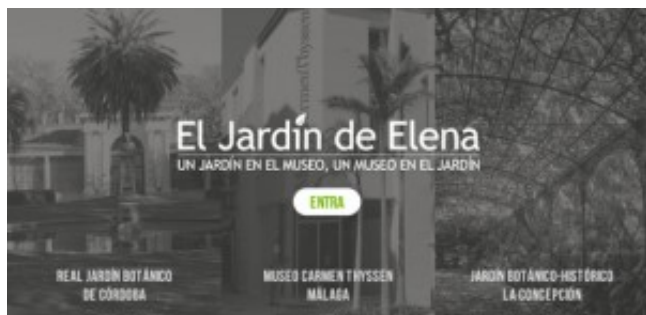 El Jardín de Elena
UN JARDÍN EN EL MUSEO, UN MUSEO EN EL JARDÍN
ENTRA
REAL JARDÍN BOTÁNICO
DE CÓRDOBA
MUSEO CARMEN THYSSEN
MÁLAGA
JARDÍN BOTÁNICO-HISTÓRICO
LA CONCEPCIÓN